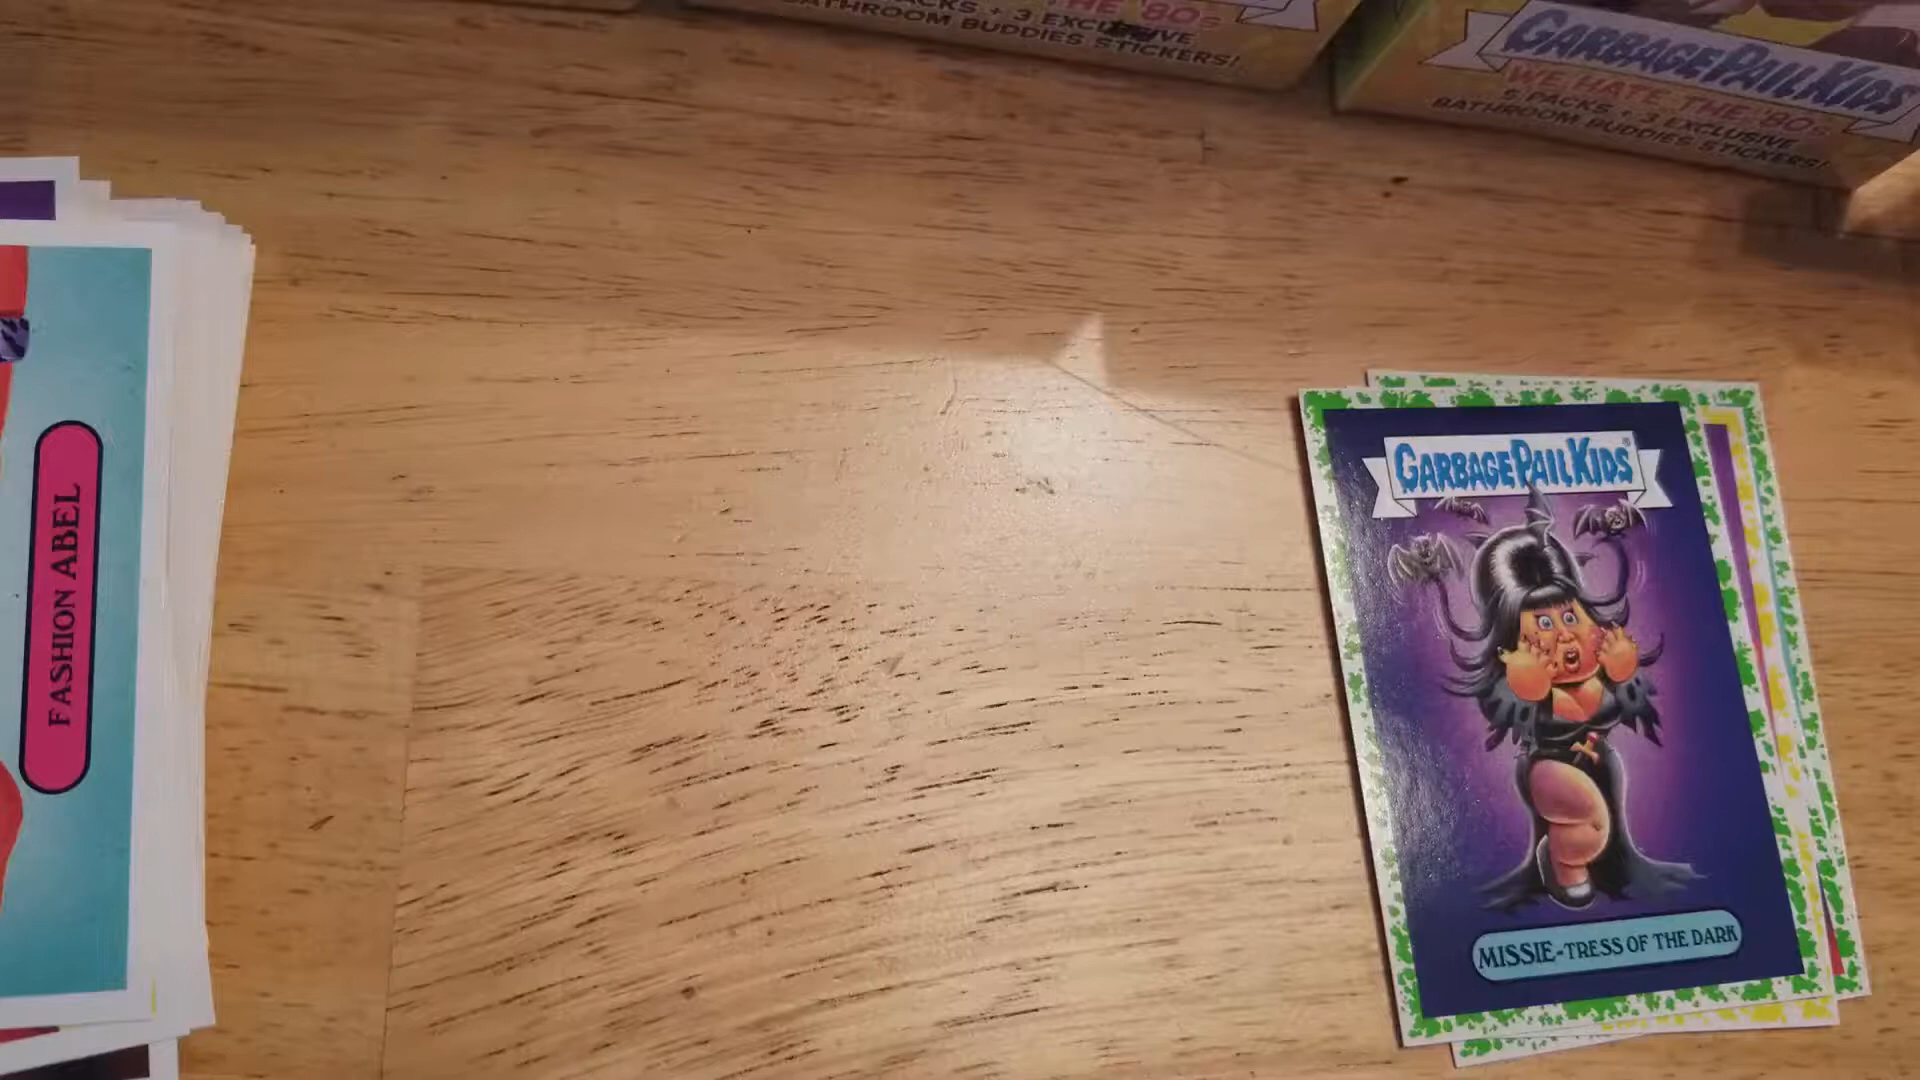 THE '80s
PACKS + 3 EXCLUSIVE
BATHROOM BUDDIES STICKERS!
GARBAGE PAIL KIDS
WE HATE THE '80s
5 PACKS + 3 EXCLUSIVE
BATHROOM BUDDIES STICKERS!
FASHION ABEL
GARBAGE PAIL KIDS®
MISSIE-TRESS OF THE DARK